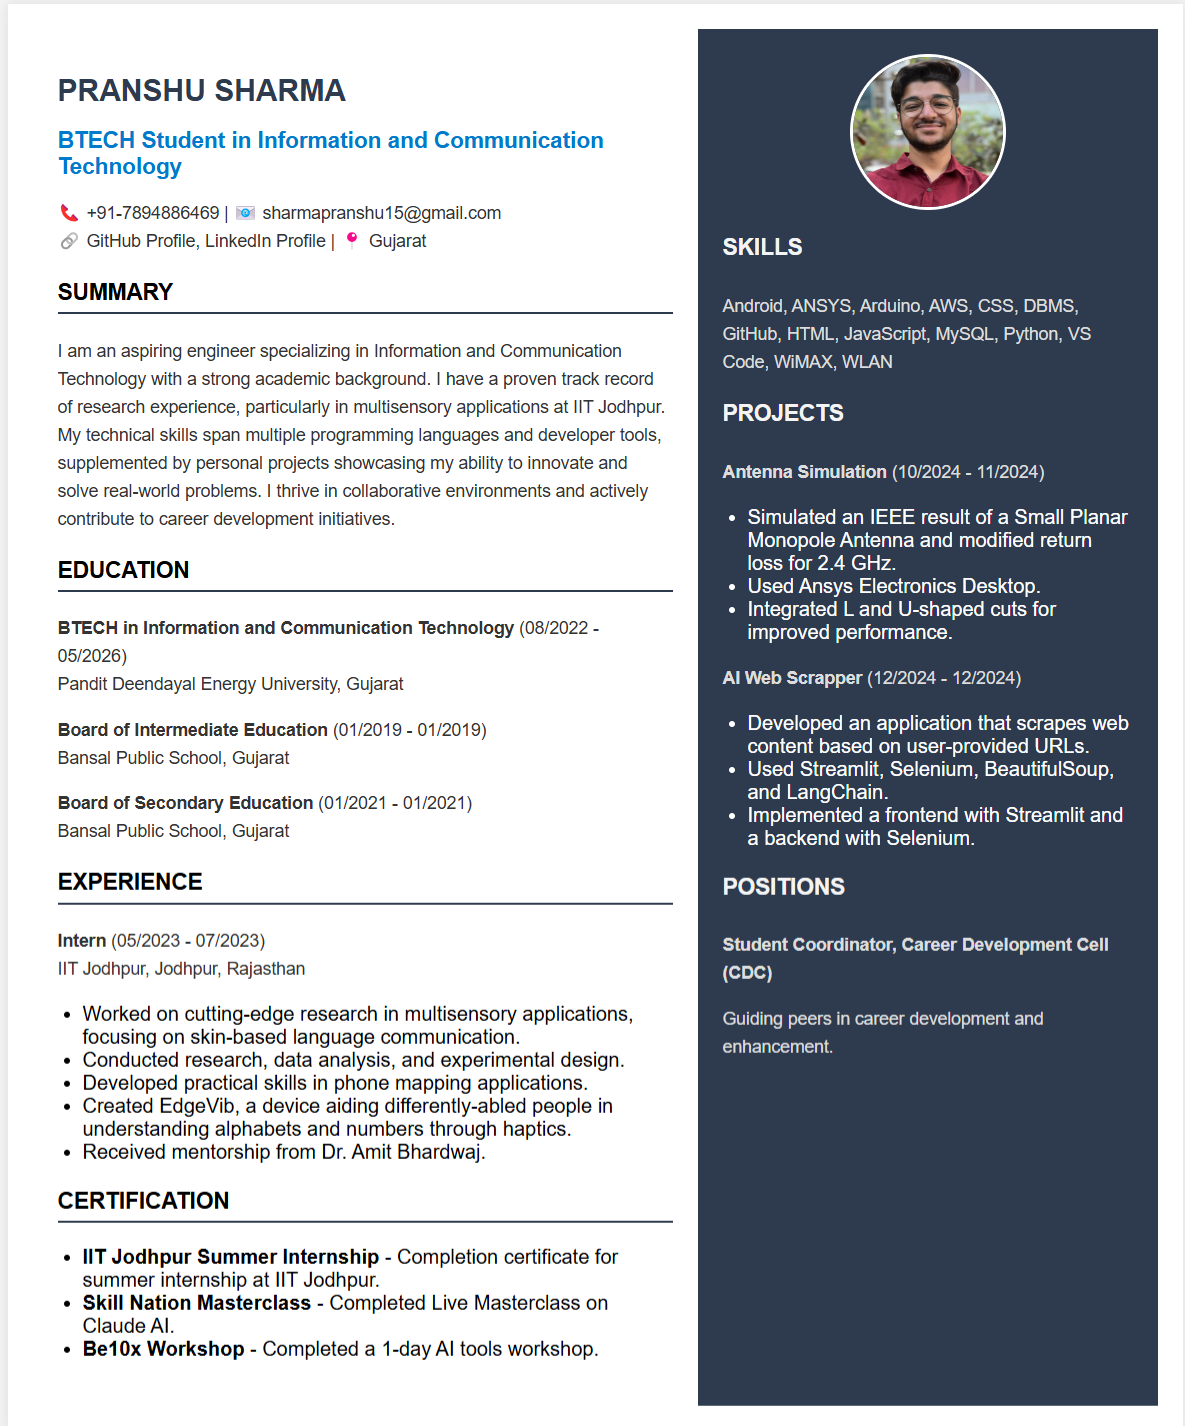 PRANSHU SHARMA
BTECH Student in Information and Communication
Technology
+91-7894886469 | sharmapranshu15@gmail.com
GitHub Profile, LinkedIn Profile | Gujarat
SUMMARY
I am an aspiring engineer specializing in Information and Communication
Technology with a strong academic background. I have a proven track record
of research experience, particularly in multisensory applications at IIT Jodhpur.
My technical skills span multiple programming languages and developer tools,
supplemented by personal projects showcasing my ability to innovate and
solve real-world problems. I thrive in collaborative environments and actively
contribute to career development initiatives.
EDUCATION
BTECH in Information and Communication Technology (08/2022 -
05/2026)
Pandit Deendayal Energy University, Gujarat
Board of Intermediate Education (01/2019 - 01/2019)
Bansal Public School, Gujarat
Board of Secondary Education (01/2021 - 01/2021)
Bansal Public School, Gujarat
EXPERIENCE
Intern (05/2023 - 07/2023)
IIT Jodhpur, Jodhpur, Rajasthan
• Worked on cutting-edge research in multisensory applications,
focusing on skin-based language communication.
• Conducted research, data analysis, and experimental design.
• Developed practical skills in phone mapping applications.
• Created EdgeVib, a device aiding differently-abled people in
understanding alphabets and numbers through haptics.
• Received mentorship from Dr. Amit Bhardwaj.
CERTIFICATION
• IIT Jodhpur Summer Internship - Completion certificate for
summer internship at IIT Jodhpur.
• Skill Nation Masterclass - Completed Live Masterclass on
Claude AI.
• Be10x Workshop - Completed a 1-day AI tools workshop.
SKILLS
Android, ANSYS, Arduino, AWS, CSS, DBMS,
GitHub, HTML, JavaScript, MySQL, Python, VS
Code, WiMAX, WLAN
PROJECTS
Antenna Simulation (10/2024 - 11/2024)
• Simulated an IEEE result of a Small Planar
Monopole Antenna and modified return
loss for 2.4 GHz.
• Used Ansys Electronics Desktop.
• Integrated L and U-shaped cuts for
improved performance.
AI Web Scrapper (12/2024 - 12/2024)
• Developed an application that scrapes web
content based on user-provided URLs.
• Used Streamlit, Selenium, BeautifulSoup,
and LangChain.
• Implemented a frontend with Streamlit and
a backend with Selenium.
POSITIONS
Student Coordinator, Career Development Cell
(CDC)
Guiding peers in career development and
enhancement.